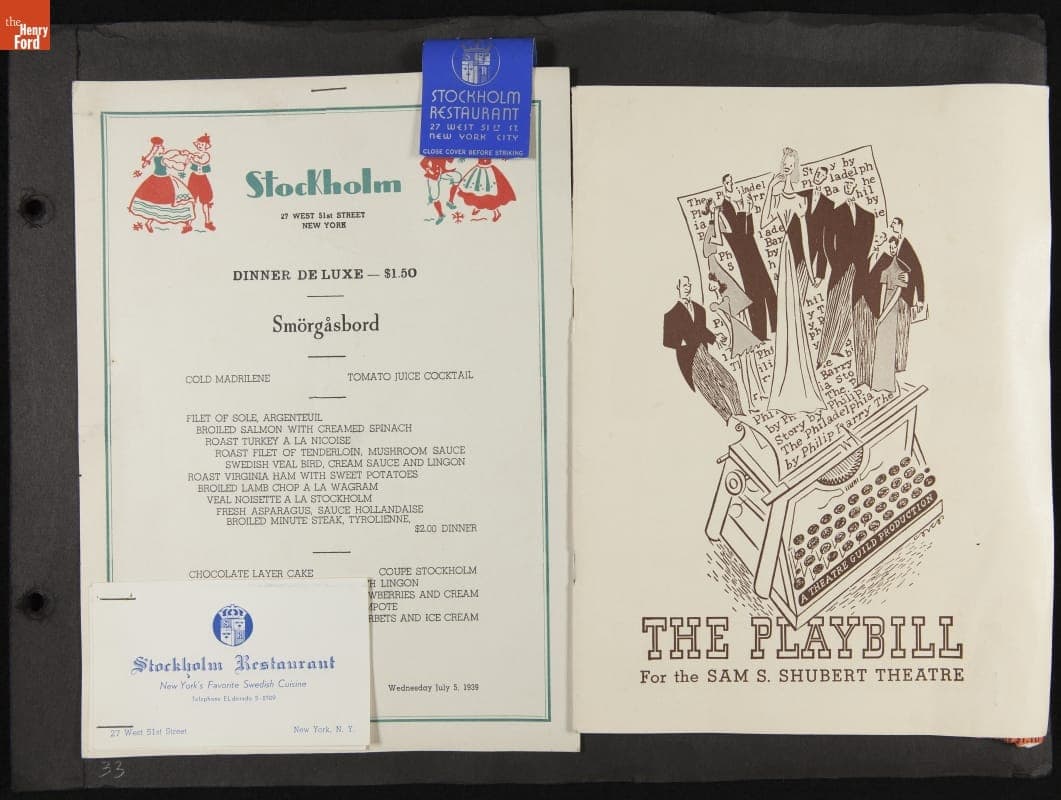 the
Henry
Ford
STOCKHOLM
RESTAURANT
27 WEST 51ST ST.
NEW YORK CITY
CLOSE COVER BEFORE STRIKING
Stockholm
27 WEST 51st STREET
NEW YORK
DINNER DE LUXE — $1.50
Smörgåsbord
COLD MADRILENE TOMATO JUICE COCKTAIL
FILET OF SOLE, ARGENTEUIL
BROILED SALMON WITH CREAMED SPINACH
ROAST TURKEY A LA NICOISE
ROAST FILET OF TENDERLOIN, MUSHROOM SAUCE
SWEDISH VEAL BIRD, CREAM SAUCE AND LINGON
ROAST VIRGINIA HAM WITH SWEET POTATOES
BROILED LAMB CHOP A LA WAGRAM
VEAL NOISETTE A LA STOCKHOLM
FRESH ASPARAGUS, SAUCE HOLLANDAISE
BROILED MINUTE STEAK, TYROLIENNE,
$2.00 DINNER
CHOCOLATE LAYER CAKE COUPE STOCKHOLM
LINGON
AND CREAM
AND ICE CREAM
Wednesday July 5, 1939
Stockholm Restaurant
New York's Favorite Swedish Cuisine
Telephone ELdorado 5-
27 West 51st Street New York, N. Y.
33
Story by Philip
The Philadelphia
by Philip Barry The
A THEATRE GUILD PRODUCTION
THE PLAYBILL
For the SAM S. SHUBERT THEATRE